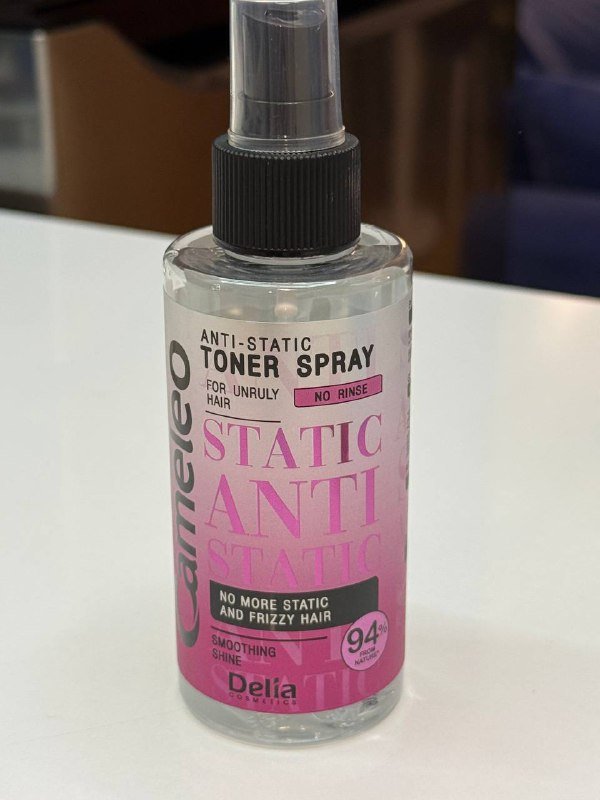 Cameleo
ANTI-STATIC
TONER SPRAY
FOR UNRULY
HAIR
NO RINSE
STATIC
ANTI
STATIC
NO MORE STATIC
AND FRIZZY HAIR
SMOOTHING
SHINE
94%
FROM
NATURE*
Delia
COSMETICS